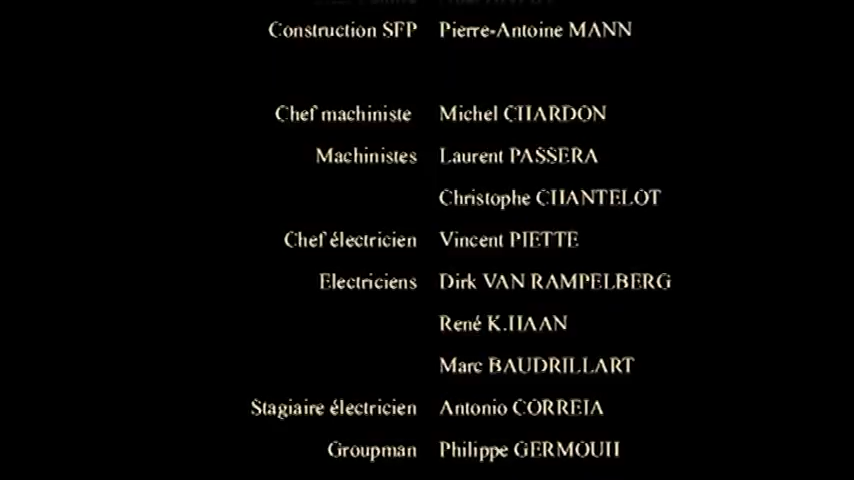 Construction SFP Pierre-Antoine MANN
Chef machiniste Michel CHARDON
Machinistes Laurent PASSERA
Christophe CHANTELOT
Chef électricien Vincent PIETTE
Electriciens Dirk VAN RAMPELBERG
René K.HAAN
Marc BAUDRILLART
Stagiaire électricien Antonio CORREIA
Groupman Philippe GERMOUH